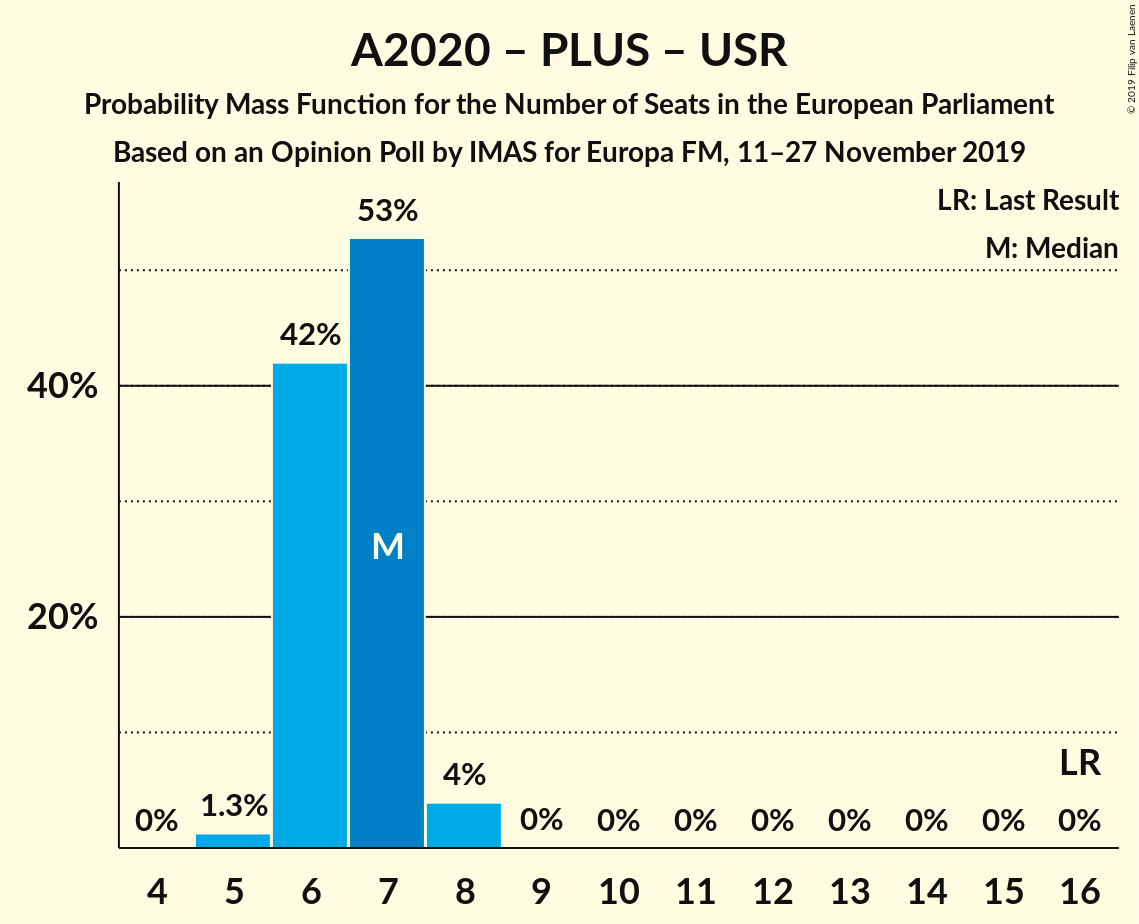 A2020 – PLUS – USR
Probability Mass Function for the Number of Seats in the European Parliament
Based on an Opinion Poll by IMAS for Europa FM, 11–27 November 2019
© 2019 Filip van Laenen
LR: Last Result
M: Median
53%
42%
40%
M
20%
LR
4%
1.3%
0% 0% 0% 0% 0% 0% 0% 0% 0%
4 5 6 7 8 9 10 11 12 13 14 15 16